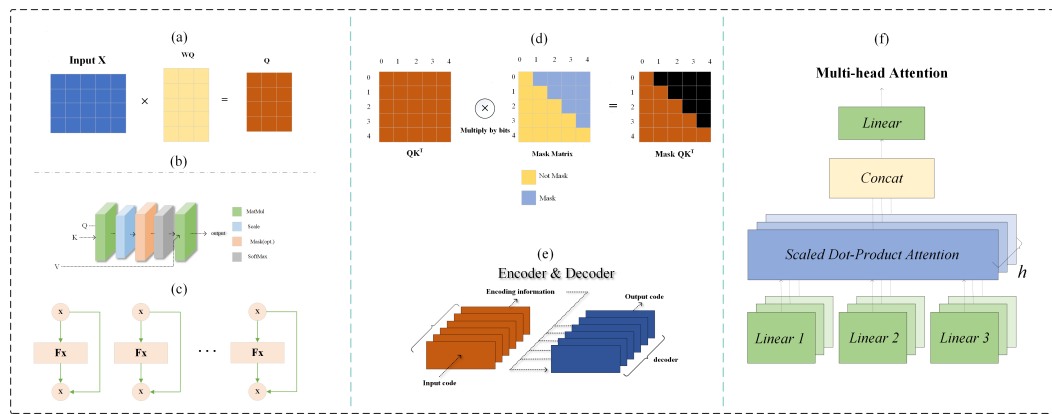 (a)
Input X
WQ
Q
×
=
(b)
Q
K
V
output
MatMul
Scale
Mask(opt.)
SoftMax
(c)
x
x
x
Fx
Fx
...
Fx
x
x
x
(d)
0 1 2 3 4
0 1 2 3 4
0 1 2 3 4
0
1
2
3
4
0
1
2
3
4
0
1
2
3
4
×
=
Multiply by bits
QKᵀ
Mask Matrix
Mask QKᵀ
Not Mask
Mask
(e)
Encoder & Decoder
Encoding information
Output code
Input code
decoder
(f)
Multi-head Attention
Linear
Concat
Scaled Dot-Product Attention
h
Linear 1
Linear 2
Linear 3